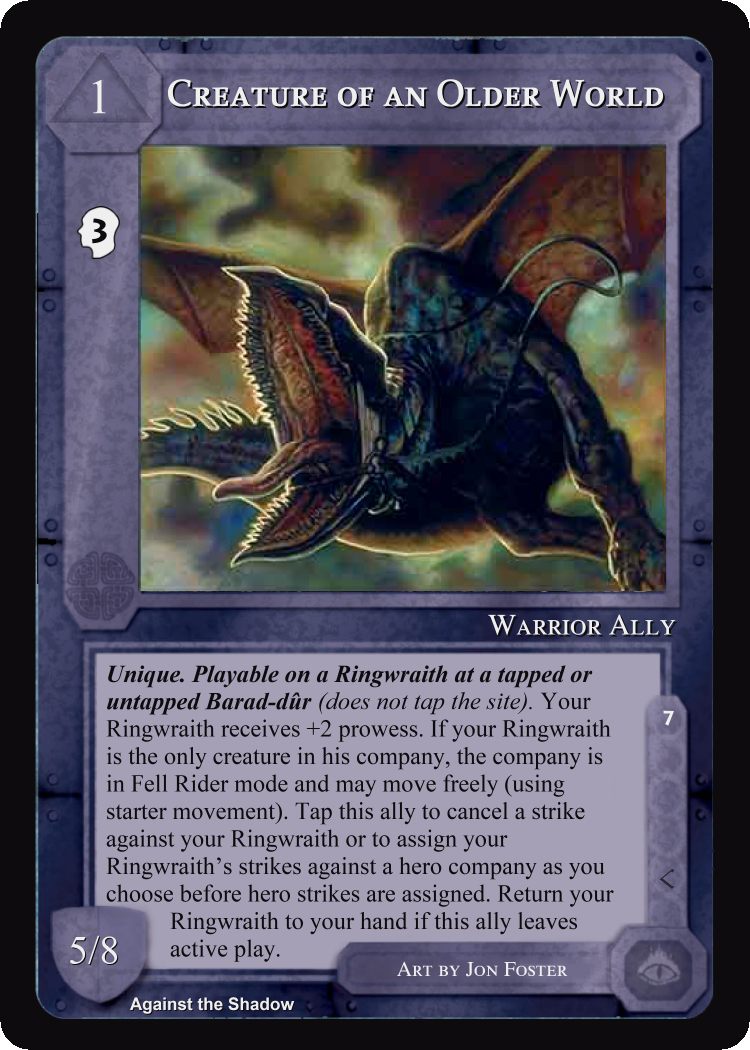 1
Creature of an Older World
3
Warrior Ally
Unique. Playable on a Ringwraith at a tapped or
untapped Barad-dûr (does not tap the site). Your
Ringwraith receives +2 prowess. If your Ringwraith
is the only creature in his company, the company is
in Fell Rider mode and may move freely (using
starter movement). Tap this ally to cancel a strike
against your Ringwraith or to assign your
Ringwraith's strikes against a hero company as you
choose before hero strikes are assigned. Return your
Ringwraith to your hand if this ally leaves
active play.
7
<
5/8
Art by Jon Foster
Against the Shadow